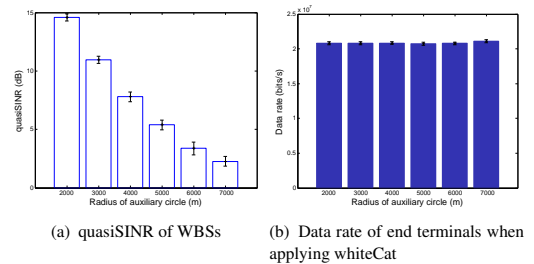 15
10
5
0
quasiSINR (dB)
2000 3000 4000 5000 6000 7000
Radius of auxiliary circle (m)
(a) quasiSINR of WBSs
2.5 x 10^7
2
1.5
1
0.5
0
Data rate (bits/s)
2000 3000 4000 5000 6000 7000
Radius of auxiliary circle (m)
(b) Data rate of end terminals when
applying whiteCat